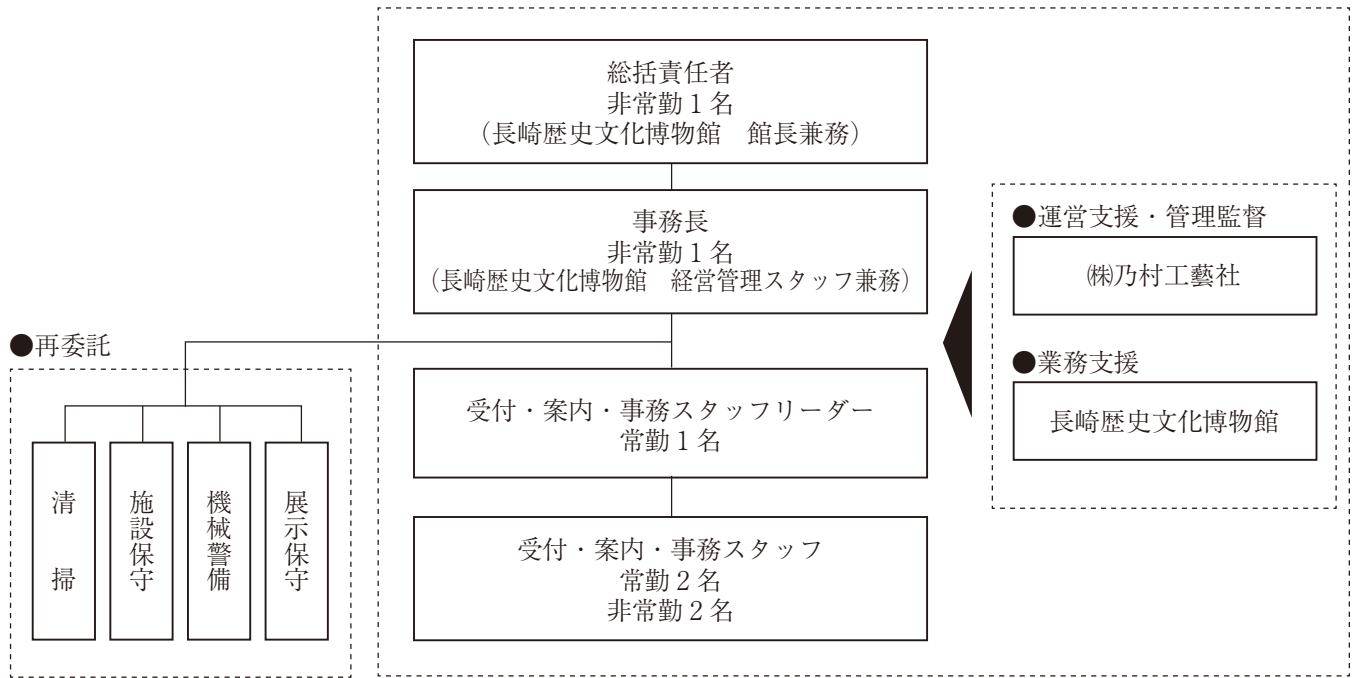 総括責任者
非常勤1名
（長崎歴史文化博物館　館長兼務）
事務長
非常勤1名
（長崎歴史文化博物館　経営管理スタッフ兼務）
受付・案内・事務スタッフリーダー
常勤1名
受付・案内・事務スタッフ
常勤2名
非常勤2名
●運営支援・管理監督
㈱乃村工藝社
●業務支援
長崎歴史文化博物館
●再委託
清　掃
施設保守
機械警備
展示保守